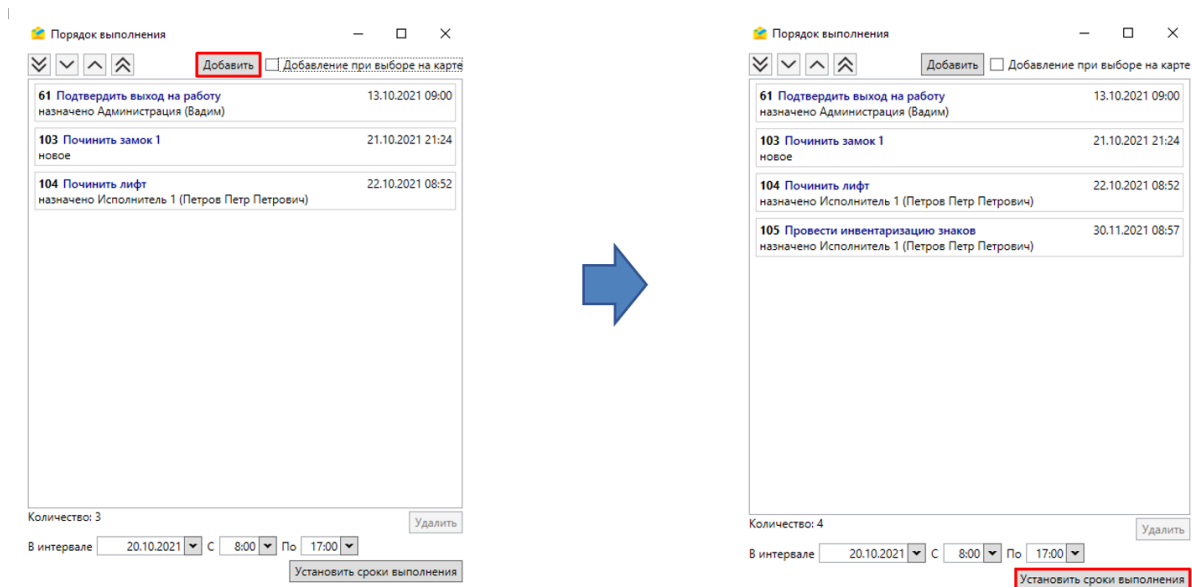 Порядок выполнения
Добавить Добавление при выборе на карте
61 Подтвердить выход на работу 13.10.2021 09:00
назначено Администрация (Вадим)
103 Починить замок 1 21.10.2021 21:24
новое
104 Починить лифт 22.10.2021 08:52
назначено Исполнитель 1 (Петров Петр Петрович)
Количество: 3
Удалить
В интервале 20.10.2021 С 8:00 По 17:00
Установить сроки выполнения
Порядок выполнения
Добавить Добавление при выборе на карте
61 Подтвердить выход на работу 13.10.2021 09:00
назначено Администрация (Вадим)
103 Починить замок 1 21.10.2021 21:24
новое
104 Починить лифт 22.10.2021 08:52
назначено Исполнитель 1 (Петров Петр Петрович)
105 Провести инвентаризацию знаков 30.11.2021 08:57
назначено Исполнитель 1 (Петров Петр Петрович)
Количество: 4
Удалить
В интервале 20.10.2021 С 8:00 По 17:00
Установить сроки выполнения